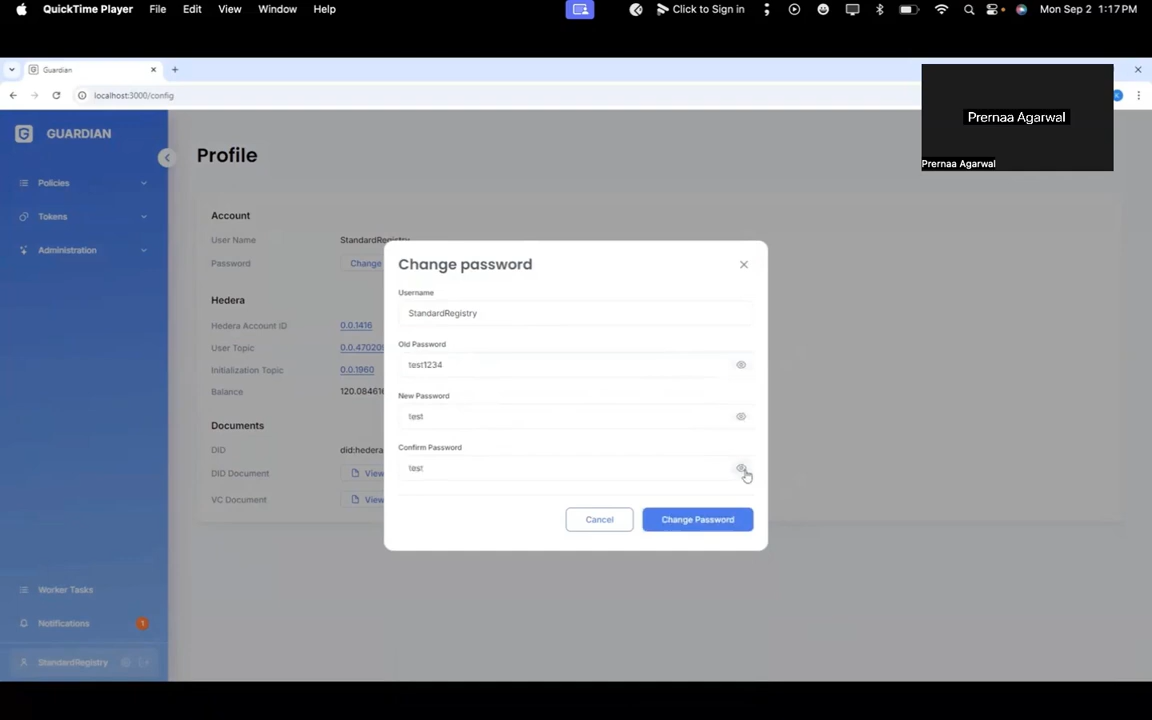 QuickTime Player File Edit View Window Help Click to Sign in Mon Sep 2 1:17 PM
Guardian
localhost:3000/config
Prernaa Agarwal
Prernaa Agarwal
G GUARDIAN
Policies
Tokens
Administration
Worker Tasks
Notifications 1
StandardRegistry
Profile
Account
User Name StandardRegistry
Password Change
Hedera
Hedera Account ID 0.0.1416
User Topic 0.0.470209
Initialization Topic 0.0.1960
Balance 120.084616
Documents
DID did:hedera
DID Document View
VC Document View
Change password
Username
StandardRegistry
Old Password
test1234
New Password
test
Confirm Password
test
Cancel Change Password